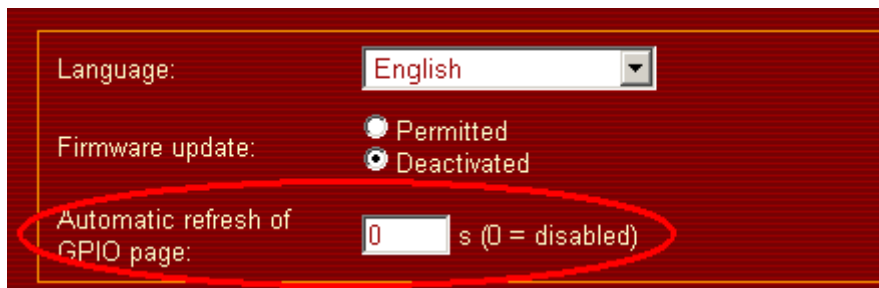 Language: English
Firmware update: Permitted
Deactivated
Automatic refresh of
GPIO page: 0 s (0 = disabled)